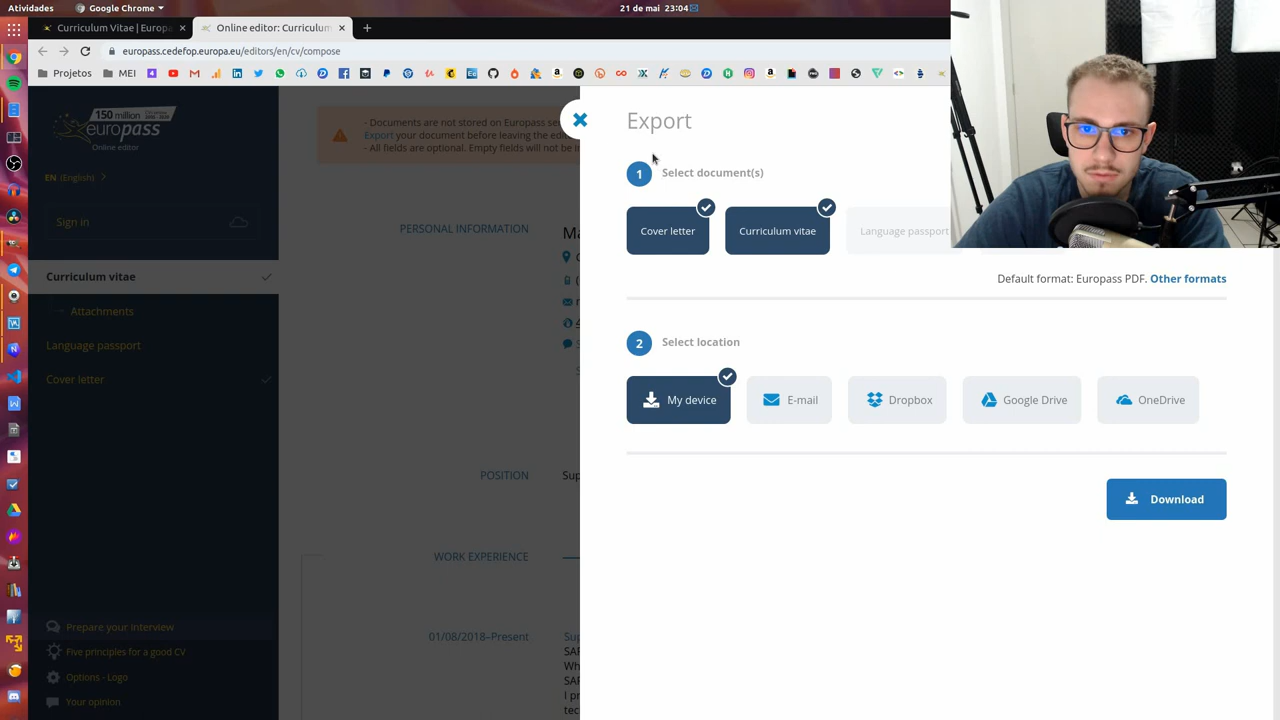 Atividades
Google Chrome
21 de mai 23:04
Curriculum Vitae | Europa
Online editor: Curriculum
europass.cedefop.europa.eu/editors/en/cv/compose
Projetos
MEI
150 million
europass
Online editor
EN (English)
Sign in
Curriculum vitae
Attachments
Language passport
Cover letter
Prepare your interview
Five principles for a good CV
Options - Logo
Your opinion
- Documents are not stored on Europass
Export your document before leaving the
- All fields are optional. Empty fields will not be
PERSONAL INFORMATION
POSITION
WORK EXPERIENCE
01/08/2018–Present
Export
1 Select document(s)
Cover letter
Curriculum vitae
Language passport
Default format: Europass PDF. Other formats
2 Select location
My device
E-mail
Dropbox
Google Drive
OneDrive
Download